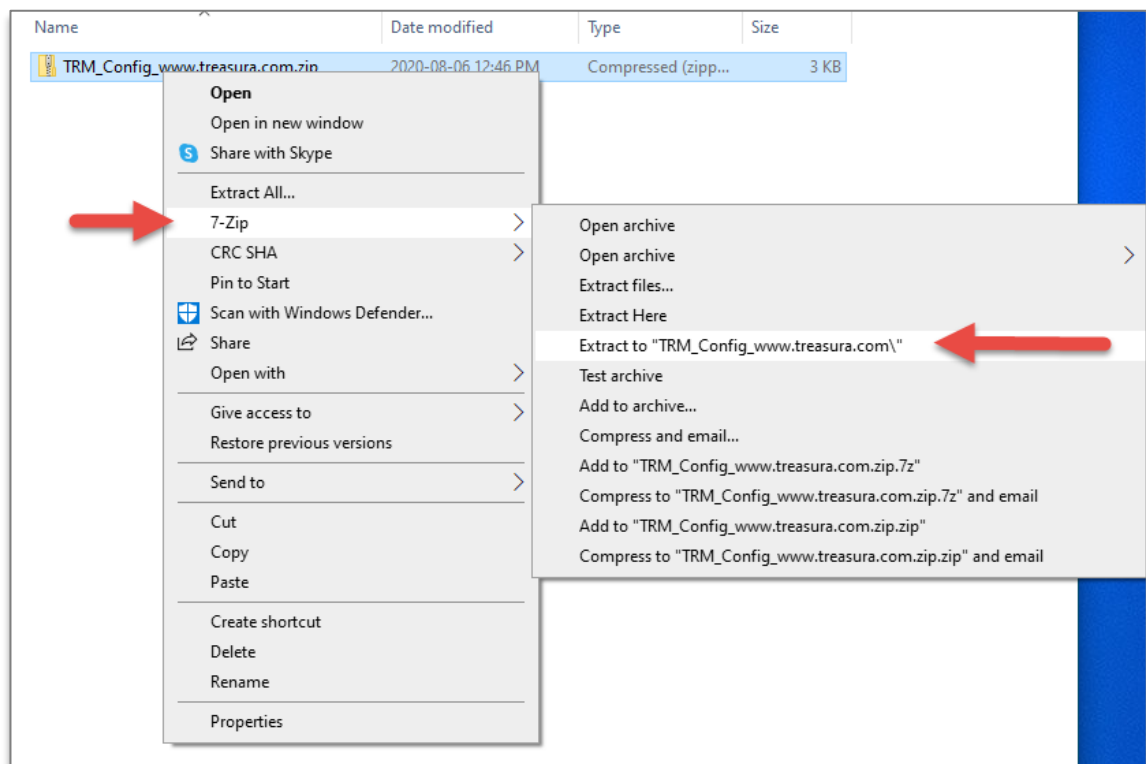 Name Date modified Type Size
TRM_Config_www.treasura.com.zip 2020-08-06 12:46 PM Compressed (zipp... 3 KB
Open
Open in new window
Share with Skype
Extract All...
7-Zip
CRC SHA
Pin to Start
Scan with Windows Defender...
Share
Open with
Give access to
Restore previous versions
Send to
Cut
Copy
Paste
Create shortcut
Delete
Rename
Properties
Open archive
Open archive
Extract files...
Extract Here
Extract to "TRM_Config_www.treasura.com\"
Test archive
Add to archive...
Compress and email...
Add to "TRM_Config_www.treasura.com.zip.7z"
Compress to "TRM_Config_www.treasura.com.zip.7z" and email
Add to "TRM_Config_www.treasura.com.zip.zip"
Compress to "TRM_Config_www.treasura.com.zip.zip" and email